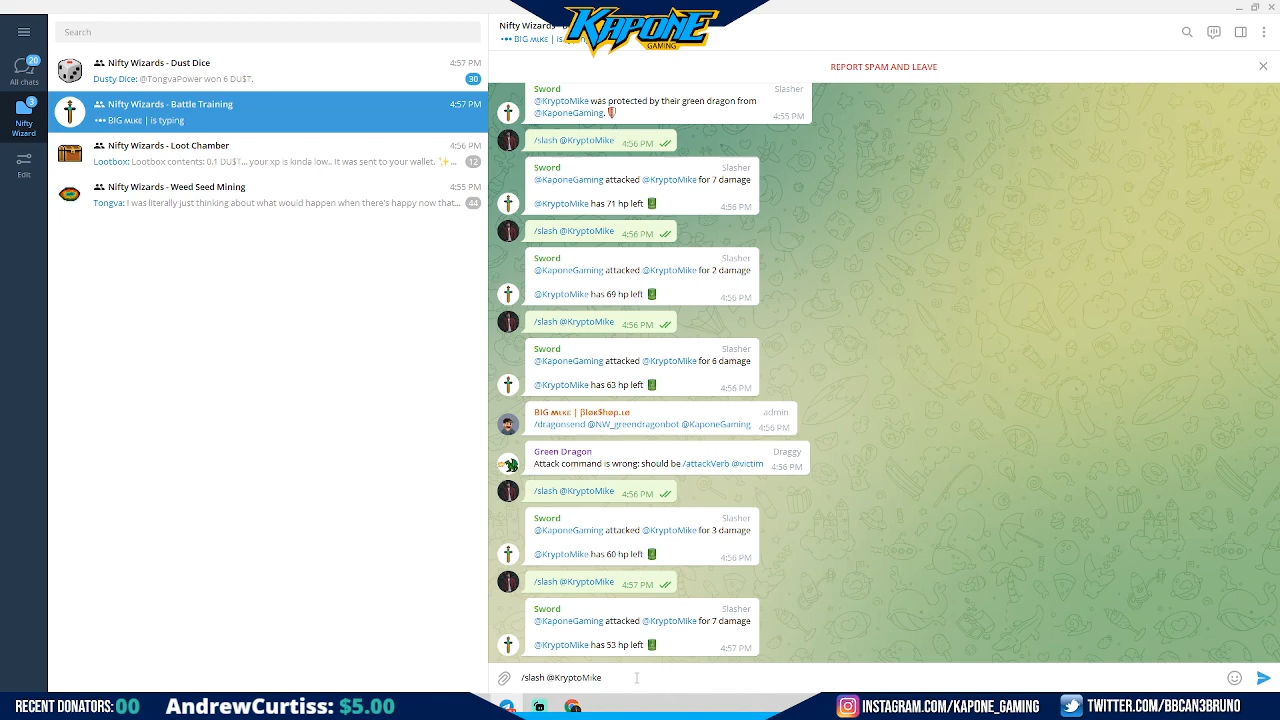 Search
20
All chats
3
Nifty
Wizard
Edit
Nifty Wizards - Dust Dice
4:57 PM
Dusty Dice: @TongvaPower won 6 DU$T.
30
Nifty Wizards - Battle Training
4:57 PM
BIG ᴍɪᴋᴇ | is typing
Nifty Wizards - Loot Chamber
4:56 PM
Lootbox: Lootbox contents: 0.1 DU$T... your xp is kinda low.. It was sent to your wallet. ✨...
12
Nifty Wizards - Weed Seed Mining
4:55 PM
Tongva: I was literally just thinking about what would happen when there's happy now that...
44
Nifty Wizards -
BIG ᴍɪᴋᴇ | is
KAPONE
GAMING
REPORT SPAM AND LEAVE
Sword Slasher
@KryptoMike was protected by their green dragon from
@KaponeGaming. 4:55 PM
/slash @KryptoMike 4:56 PM
Sword Slasher
@KaponeGaming attacked @KryptoMike for 7 damage
@KryptoMike has 71 hp left 4:56 PM
/slash @KryptoMike 4:56 PM
Sword Slasher
@KaponeGaming attacked @KryptoMike for 2 damage
@KryptoMike has 69 hp left 4:56 PM
/slash @KryptoMike 4:56 PM
Sword Slasher
@KaponeGaming attacked @KryptoMike for 6 damage
@KryptoMike has 63 hp left 4:56 PM
BIG ᴍɪᴋᴇ | βløк$høp.ɩø admin
/dragonsend @NW_greendragonbot @KaponeGaming 4:56 PM
Green Dragon Draggy
Attack command is wrong: should be /attackVerb @victim 4:56 PM
/slash @KryptoMike 4:56 PM
Sword Slasher
@KaponeGaming attacked @KryptoMike for 3 damage
@KryptoMike has 60 hp left 4:56 PM
/slash @KryptoMike 4:57 PM
Sword Slasher
@KaponeGaming attacked @KryptoMike for 7 damage
@KryptoMike has 53 hp left 4:57 PM
/slash @KryptoMike
RECENT DONATORS: 00 AndrewCurtiss: $5.00
INSTAGRAM.COM/KAPONE_GAMING
TWITTER.COM/BBCAN3BRUNO